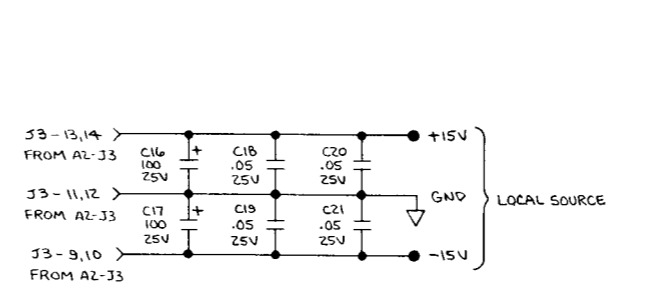 J3-13,14
FROM A2-J3
+15V
C16
100
25V
+
C18
.05
25V
C20
.05
25V
J3-11,12
FROM A2-J3
GND
LOCAL SOURCE
C17
100
25V
+
C19
.05
25V
C21
.05
25V
J3-9,10
FROM A2-J3
-15V